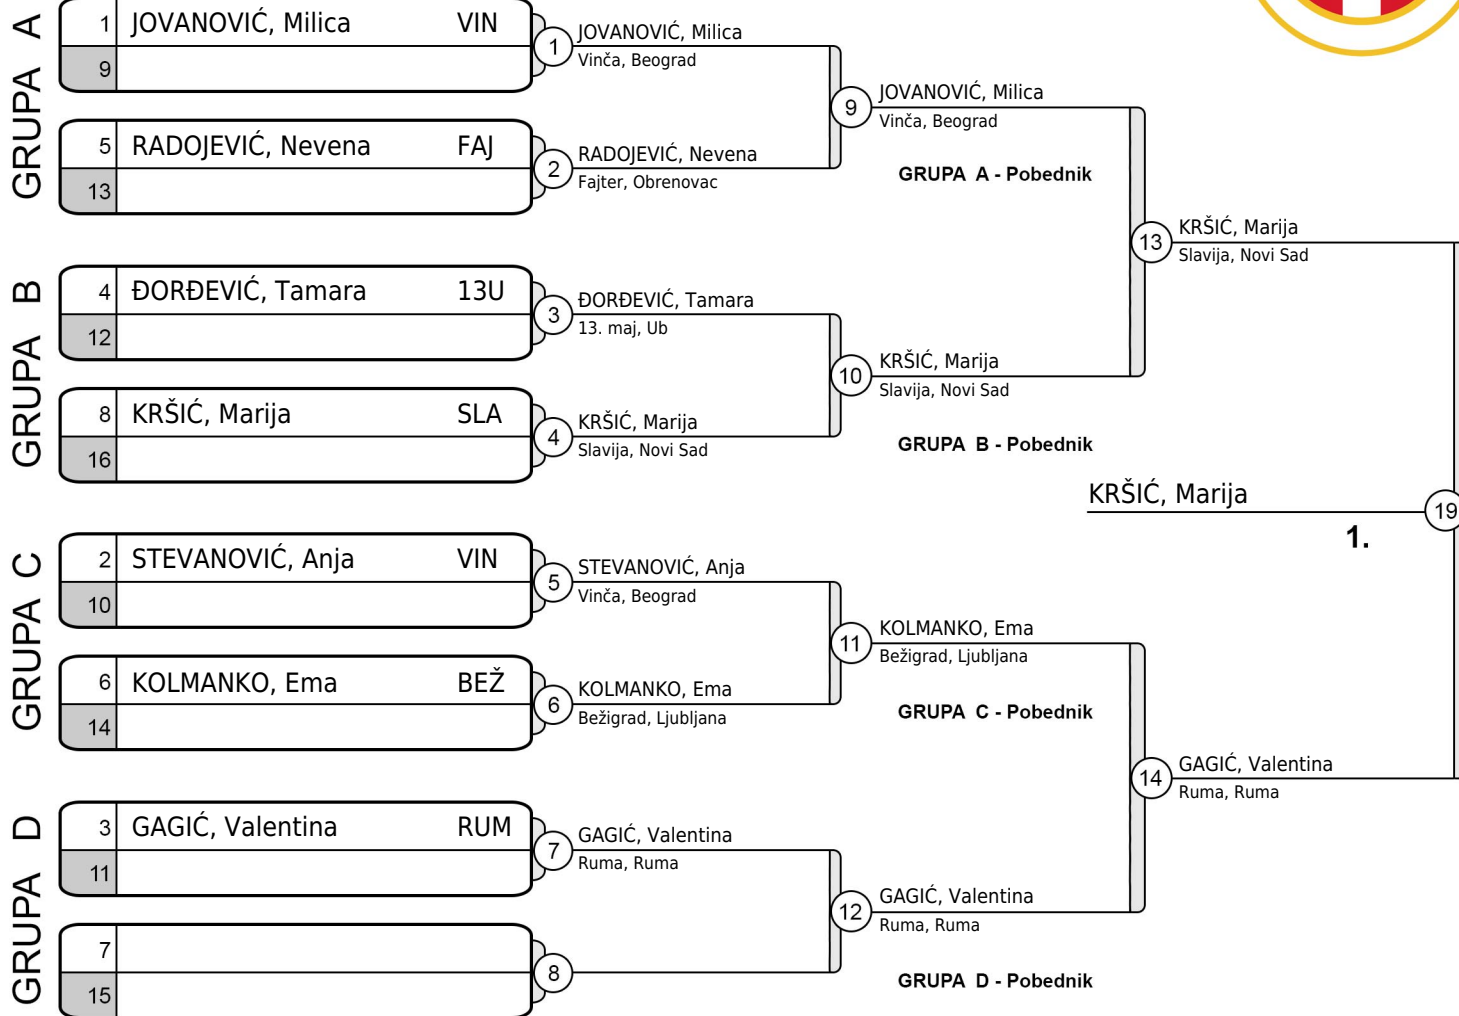 GRUPA A
1 JOVANOVIĆ, Milica VIN
9
5 RADOJEVIĆ, Nevena FAJ
13
1
JOVANOVIĆ, Milica
Vinča, Beograd
2
RADOJEVIĆ, Nevena
Fajter, Obrenovac
9
JOVANOVIĆ, Milica
Vinča, Beograd
GRUPA A - Pobednik
GRUPA B
4 ĐORĐEVIĆ, Tamara 13U
12
8 KRŠIĆ, Marija SLA
16
3
ĐORĐEVIĆ, Tamara
13. maj, Ub
4
KRŠIĆ, Marija
Slavija, Novi Sad
10
KRŠIĆ, Marija
Slavija, Novi Sad
GRUPA B - Pobednik
13
KRŠIĆ, Marija
Slavija, Novi Sad
GRUPA C
2 STEVANOVIĆ, Anja VIN
10
6 KOLMANKO, Ema BEŽ
14
5
STEVANOVIĆ, Anja
Vinča, Beograd
6
KOLMANKO, Ema
Bežigrad, Ljubljana
11
KOLMANKO, Ema
Bežigrad, Ljubljana
GRUPA C - Pobednik
GRUPA D
3 GAGIĆ, Valentina RUM
11
7
15
7
GAGIĆ, Valentina
Ruma, Ruma
8
12
GAGIĆ, Valentina
Ruma, Ruma
GRUPA D - Pobednik
14
GAGIĆ, Valentina
Ruma, Ruma
KRŠIĆ, Marija
19
1.